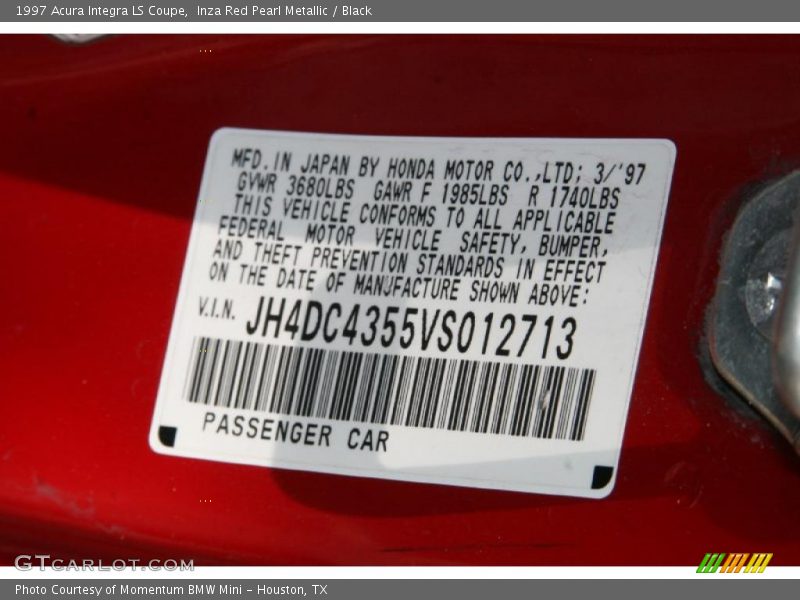 1997 Acura Integra LS Coupe,  Inza Red Pearl Metallic / Black
MFD. IN JAPAN BY HONDA MOTOR CO.,LTD; 3/'97
GVWR 3680LBS GAWR F 1985LBS R 1740LBS
THIS VEHICLE CONFORMS TO ALL APPLICABLE
FEDERAL MOTOR VEHICLE SAFETY, BUMPER,
AND THEFT PREVENTION STANDARDS IN EFFECT
ON THE DATE OF MANUFACTURE SHOWN ABOVE:
V.I.N. JH4DC4355VS012713
PASSENGER CAR
GTCARLOT.COM
Photo Courtesy of Momentum BMW Mini - Houston, TX